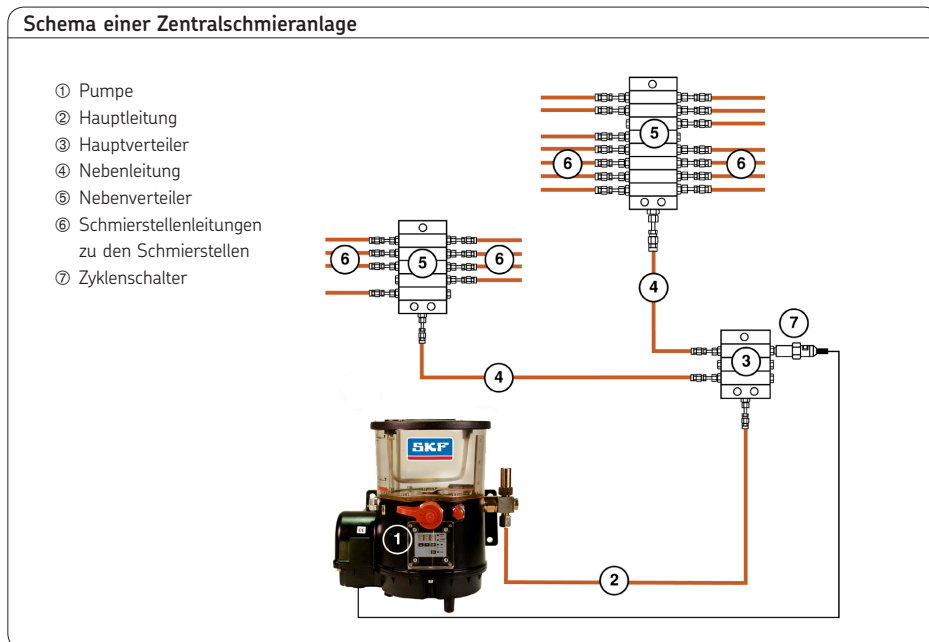 Schema einer Zentralschmieranlage
① Pumpe
② Hauptleitung
③ Hauptverteiler
④ Nebenleitung
⑤ Nebenverteiler
⑥ Schmierstellenleitungen
zu den Schmierstellen
⑦ Zyklenschalter
5
6
6
6
5
6
4
7
3
4
SKF
1
2